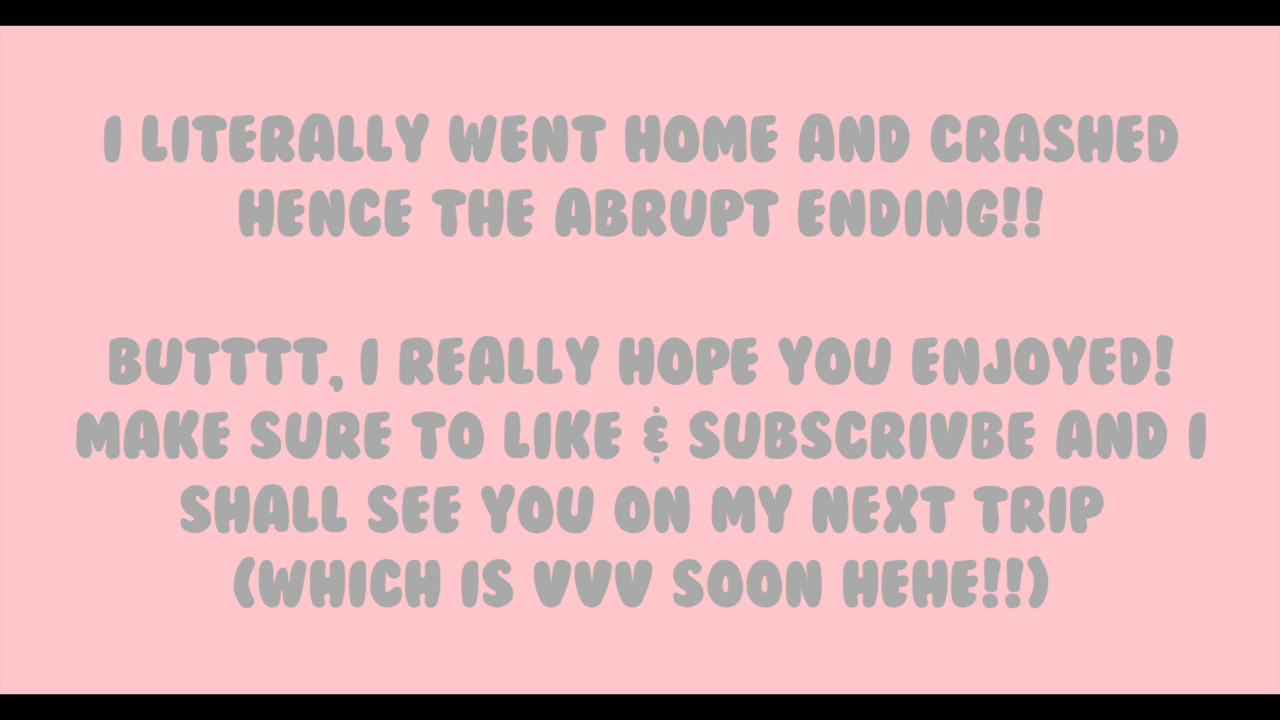 I LITERALLY WENT HOME AND CRASHED
HENCE THE ABRUPT ENDING!!
BUTTTT, I REALLY HOPE YOU ENJOYED!
MAKE SURE TO LIKE & SUBSCRIVBE AND I
SHALL SEE YOU ON MY NEXT TRIP
(WHICH IS VVV SOON HEHE!!)